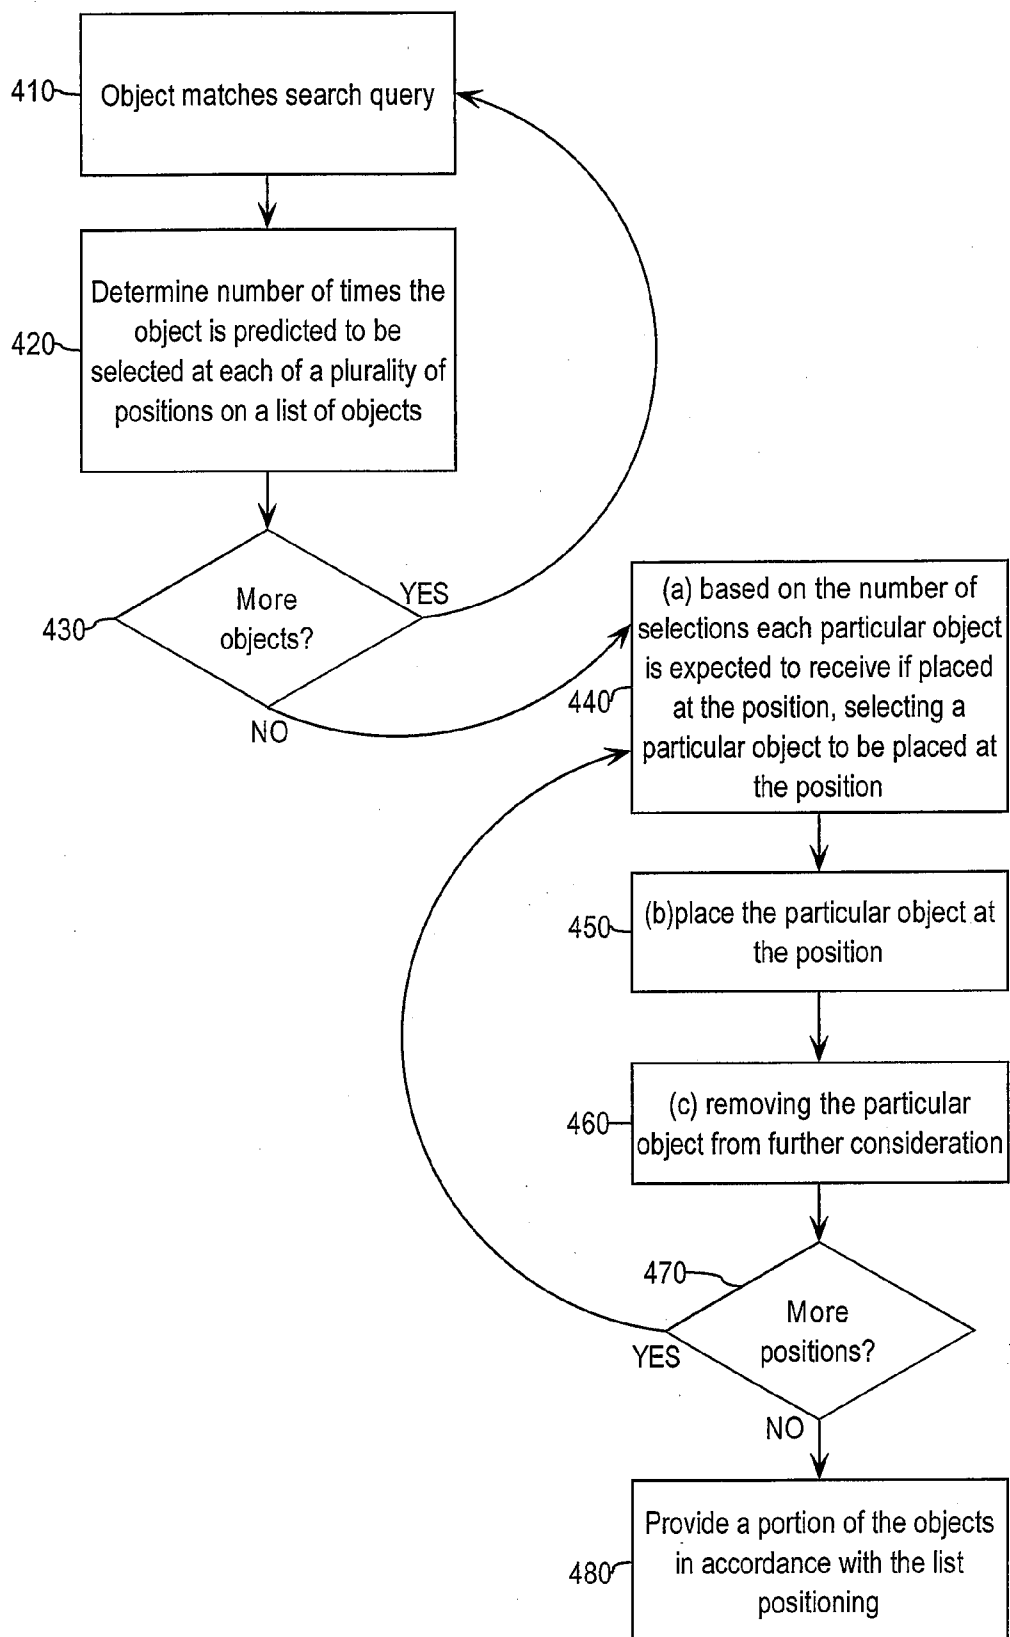 410
Object matches search query
420
Determine number of times the
object is predicted to be
selected at each of a plurality of
positions on a list of objects
430
More
objects?
YES
NO
440
(a) based on the number of
selections each particular object
is expected to receive if placed
at the position, selecting a
particular object to be placed at
the position
450
(b)place the particular object at
the position
460
(c) removing the particular
object from further consideration
470
More
positions?
YES
NO
480
Provide a portion of the objects
in accordance with the list
positioning